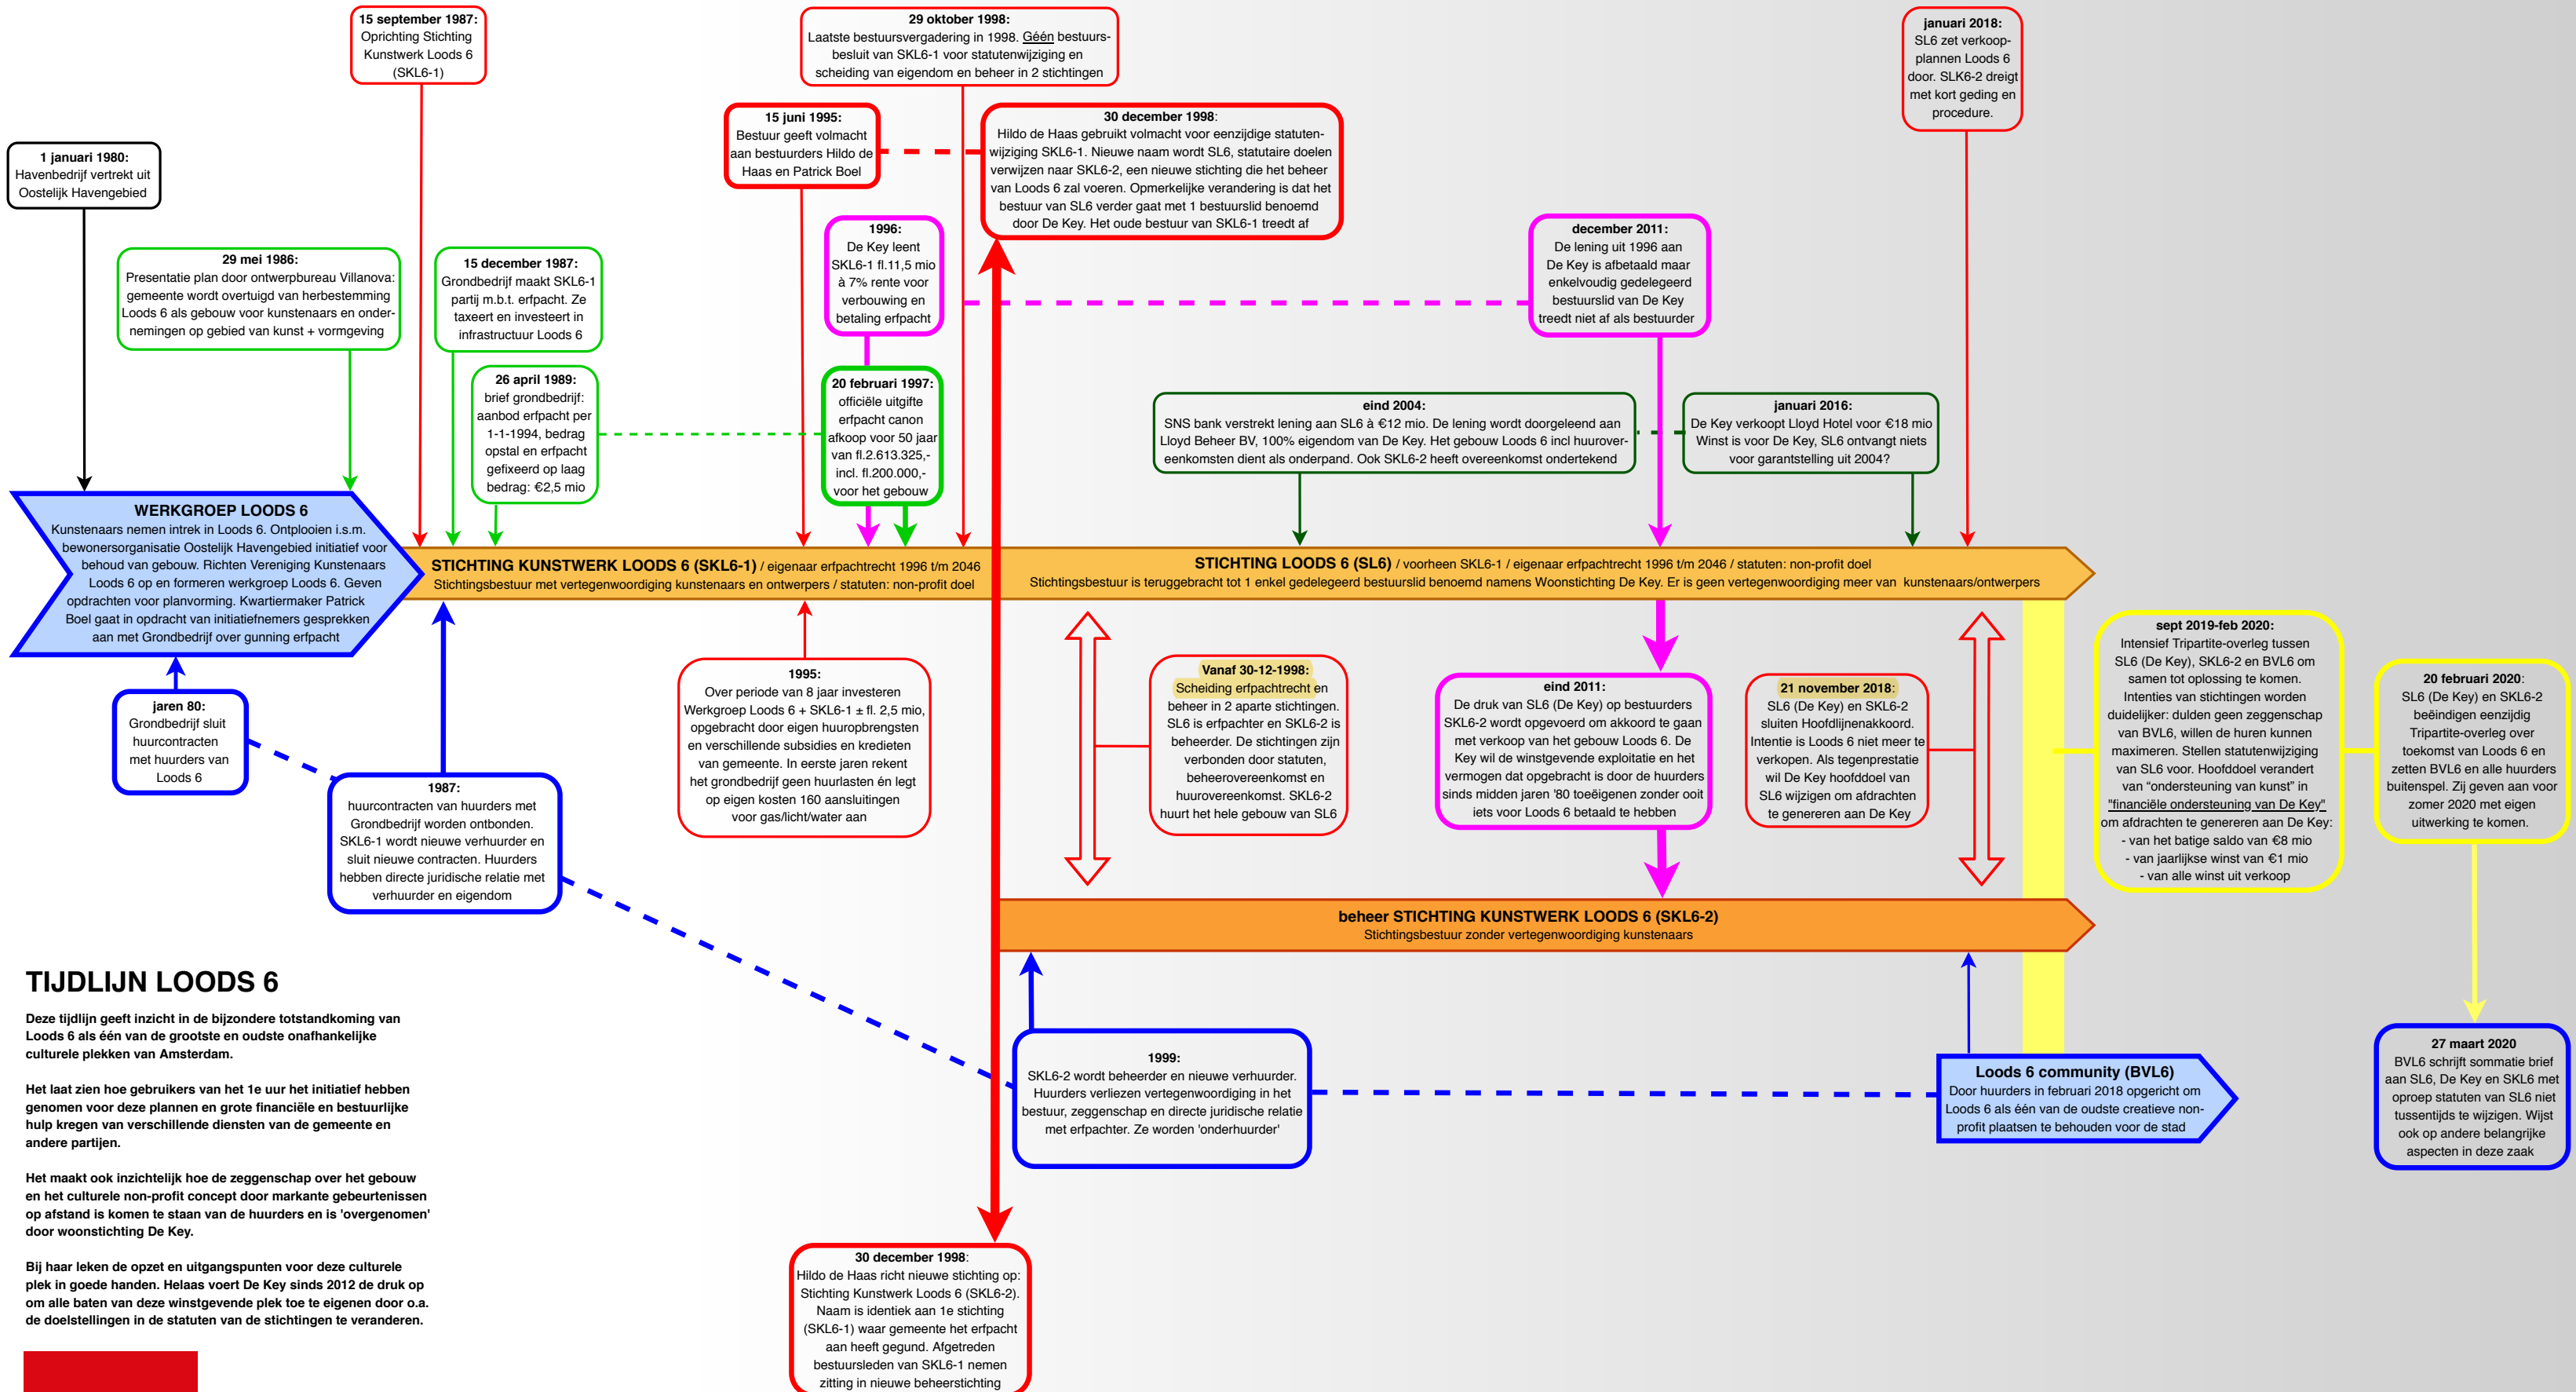 15 september 1987:
Oprichting Stichting
Kunstwerk Loods 6
(SKL6-1)
29 oktober 1998:
Laatste bestuursvergadering in 1998. Géén bestuurs-
besluit van SKL6-1 voor statutenwijziging en
scheiding van eigendom en beheer in 2 stichtingen
januari 2018:
SL6 zet verkoop-
plannen Loods 6
door. SLK6-2 dreigt
met kort geding en
procedure.
15 juni 1995:
Bestuur geeft volmacht
aan bestuurders Hildo de
Haas en Patrick Boel
30 december 1998:
Hildo de Haas gebruikt volmacht voor eenzijdige statuten-
wijziging SKL6-1. Nieuwe naam wordt SL6, statutaire doelen
verwijzen naar SKL6-2, een nieuwe stichting die het beheer
van Loods 6 zal voeren. Opmerkelijke verandering is dat het
bestuur van SL6 verder gaat met 1 bestuurslid benoemd
door De Key. Het oude bestuur van SKL6-1 treedt af
1 januari 1980:
Havenbedrijf vertrekt uit
Oostelijk Havengebied
29 mei 1986:
Presentatie plan door ontwerpbureau Villanova:
gemeente wordt overtuigd van herbestemming
Loods 6 als gebouw voor kunstenaars en onder-
nemingen op gebied van kunst + vormgeving
15 december 1987:
Grondbedrijf maakt SKL6-1
partij m.b.t. erfpacht. Ze
taxeert en investeert in
infrastructuur Loods 6
1996:
De Key leent
SKL6-1 fl.11,5 mio
à 7% rente voor
verbouwing en
betaling erfpacht
december 2011:
De lening uit 1996 aan
De Key is afbetaald maar
enkelvoudig gedelegeerd
bestuurslid van De Key
treedt niet af als bestuurder
26 april 1989:
brief grondbedrijf:
aanbod erfpacht per
1-1-1994, bedrag
opstal en erfpacht
gefixeerd op laag
bedrag: €2,5 mio
20 februari 1997:
officiële uitgifte
erfpacht canon
afkoop voor 50 jaar
van fl.2.613.325,-
incl. fl.200.000,-
voor het gebouw
eind 2004:
SNS bank verstrekt lening aan SL6 à €12 mio. De lening wordt doorgeleend aan
Lloyd Beheer BV, 100% eigendom van De Key. Het gebouw Loods 6 incl huurover-
eenkomsten dient als onderpand. Ook SKL6-2 heeft overeenkomst ondertekend
januari 2016:
De Key verkoopt Lloyd Hotel voor €18 mio
Winst is voor De Key, SL6 ontvangt niets
voor garantstelling uit 2004?
WERKGROEP LOODS 6
Kunstenaars nemen intrek in Loods 6. Ontplooien i.s.m.
bewonersorganisatie Oostelijk Havengebied initiatief voor
behoud van gebouw. Richten Vereniging Kunstenaars
Loods 6 op en formeren werkgroep Loods 6. Geven
opdrachten voor planvorming. Kwartiermaker Patrick
Boel gaat in opdracht van initiatiefnemers gesprekken
aan met Grondbedrijf over gunning erfpacht
STICHTING KUNSTWERK LOODS 6 (SKL6-1) / eigenaar erfpachtrecht 1996 t/m 2046
Stichtingsbestuur met vertegenwoordiging kunstenaars en ontwerpers / statuten: non-profit doel
STICHTING LOODS 6 (SL6) / voorheen SKL6-1 / eigenaar erfpachtrecht 1996 t/m 2046 / statuten: non-profit doel
Stichtingsbestuur is teruggebracht tot 1 enkel gedelegeerd bestuurslid benoemd namens Woonstichting De Key. Er is geen vertegenwoordiging meer van kunstenaars/ontwerpers
jaren 80:
Grondbedrijf sluit
huurcontracten
met huurders van
Loods 6
1987:
huurcontracten van huurders met
Grondbedrijf worden ontbonden.
SKL6-1 wordt nieuwe verhuurder en
sluit nieuwe contracten. Huurders
hebben directe juridische relatie met
verhuurder en eigendom
1995:
Over periode van 8 jaar investeren
Werkgroep Loods 6 + SKL6-1 ± fl. 2,5 mio,
opgebracht door eigen huuropbrengsten
en verschillende subsidies en kredieten
van gemeente. In eerste jaren rekent
het grondbedrijf geen huurlasten én legt
op eigen kosten 160 aansluitingen
voor gas/licht/water aan
Vanaf 30-12-1998:
Scheiding erfpachtrecht en
beheer in 2 aparte stichtingen.
SL6 is erfpachter en SKL6-2 is
beheerder. De stichtingen zijn
verbonden door statuten,
beheerovereenkomst en
huurovereenkomst. SKL6-2
huurt het hele gebouw van SL6
eind 2011:
De druk van SL6 (De Key) op bestuurders
SKL6-2 wordt opgevoerd om akkoord te gaan
met verkoop van het gebouw Loods 6. De
Key wil de winstgevende exploitatie en het
vermogen dat opgebracht is door de huurders
sinds midden jaren '80 toeëigenen zonder ooit
iets voor Loods 6 betaald te hebben
21 november 2018:
SL6 (De Key) en SKL6-2
sluiten Hoofdlijnenakkoord.
Intentie is Loods 6 niet meer te
verkopen. Als tegenprestatie
wil De Key hoofddoel van
SL6 wijzigen om afdrachten
te genereren aan De Key
sept 2019-feb 2020:
Intensief Tripartite-overleg tussen
SL6 (De Key), SKL6-2 en BVL6 om
samen tot oplossing te komen.
Intenties van stichtingen worden
duidelijker: dulden geen zeggenschap
van BVL6, willen de huren kunnen
maximeren. Stellen statutenwijziging
van SL6 voor. Hoofddoel verandert
van “ondersteuning van kunst” in
"financiële ondersteuning van De Key"
om afdrachten te genereren aan De Key:
- van het batige saldo van €8 mio
- van jaarlijkse winst van €1 mio
- van alle winst uit verkoop
20 februari 2020:
SL6 (De Key) en SKL6-2
beëindigen eenzijdig
Tripartite-overleg over
toekomst van Loods 6 en
zetten BVL6 en alle huurders
buitenspel. Zij geven aan voor
zomer 2020 met eigen
uitwerking te komen.
beheer STICHTING KUNSTWERK LOODS 6 (SKL6-2)
Stichtingsbestuur zonder vertegenwoordiging kunstenaars
TIJDLIJN LOODS 6
Deze tijdlijn geeft inzicht in de bijzondere totstandkoming van
Loods 6 als één van de grootste en oudste onafhankelijke
culturele plekken van Amsterdam.
Het laat zien hoe gebruikers van het 1e uur het initiatief hebben
genomen voor deze plannen en grote financiële en bestuurlijke
hulp kregen van verschillende diensten van de gemeente en
andere partijen.
Het maakt ook inzichtelijk hoe de zeggenschap over het gebouw
en het culturele non-profit concept door markante gebeurtenissen
op afstand is komen te staan van de huurders en is 'overgenomen'
door woonstichting De Key.
Bij haar leken de opzet en uitgangspunten voor deze culturele
plek in goede handen. Helaas voert De Key sinds 2012 de druk op
om alle baten van deze winstgevende plek toe te eigenen door o.a.
de doelstellingen in de statuten van de stichtingen te veranderen.
1999:
SKL6-2 wordt beheerder en nieuwe verhuurder.
Huurders verliezen vertegenwoordiging in het
bestuur, zeggenschap en directe juridische relatie
met erfpachter. Ze worden 'onderhuurder'
Loods 6 community (BVL6)
Door huurders in februari 2018 opgericht om
Loods 6 als één van de oudste creatieve non-
profit plaatsen te behouden voor de stad
27 maart 2020
BVL6 schrijft sommatie brief
aan SL6, De Key en SKL6 met
oproep statuten van SL6 niet
tussentijds te wijzigen. Wijst
ook op andere belangrijke
aspecten in deze zaak
30 december 1998:
Hildo de Haas richt nieuwe stichting op:
Stichting Kunstwerk Loods 6 (SKL6-2).
Naam is identiek aan 1e stichting
(SKL6-1) waar gemeente het erfpacht
aan heeft gegund. Afgetreden
bestuursleden van SKL6-1 nemen
zitting in nieuwe beheerstichting